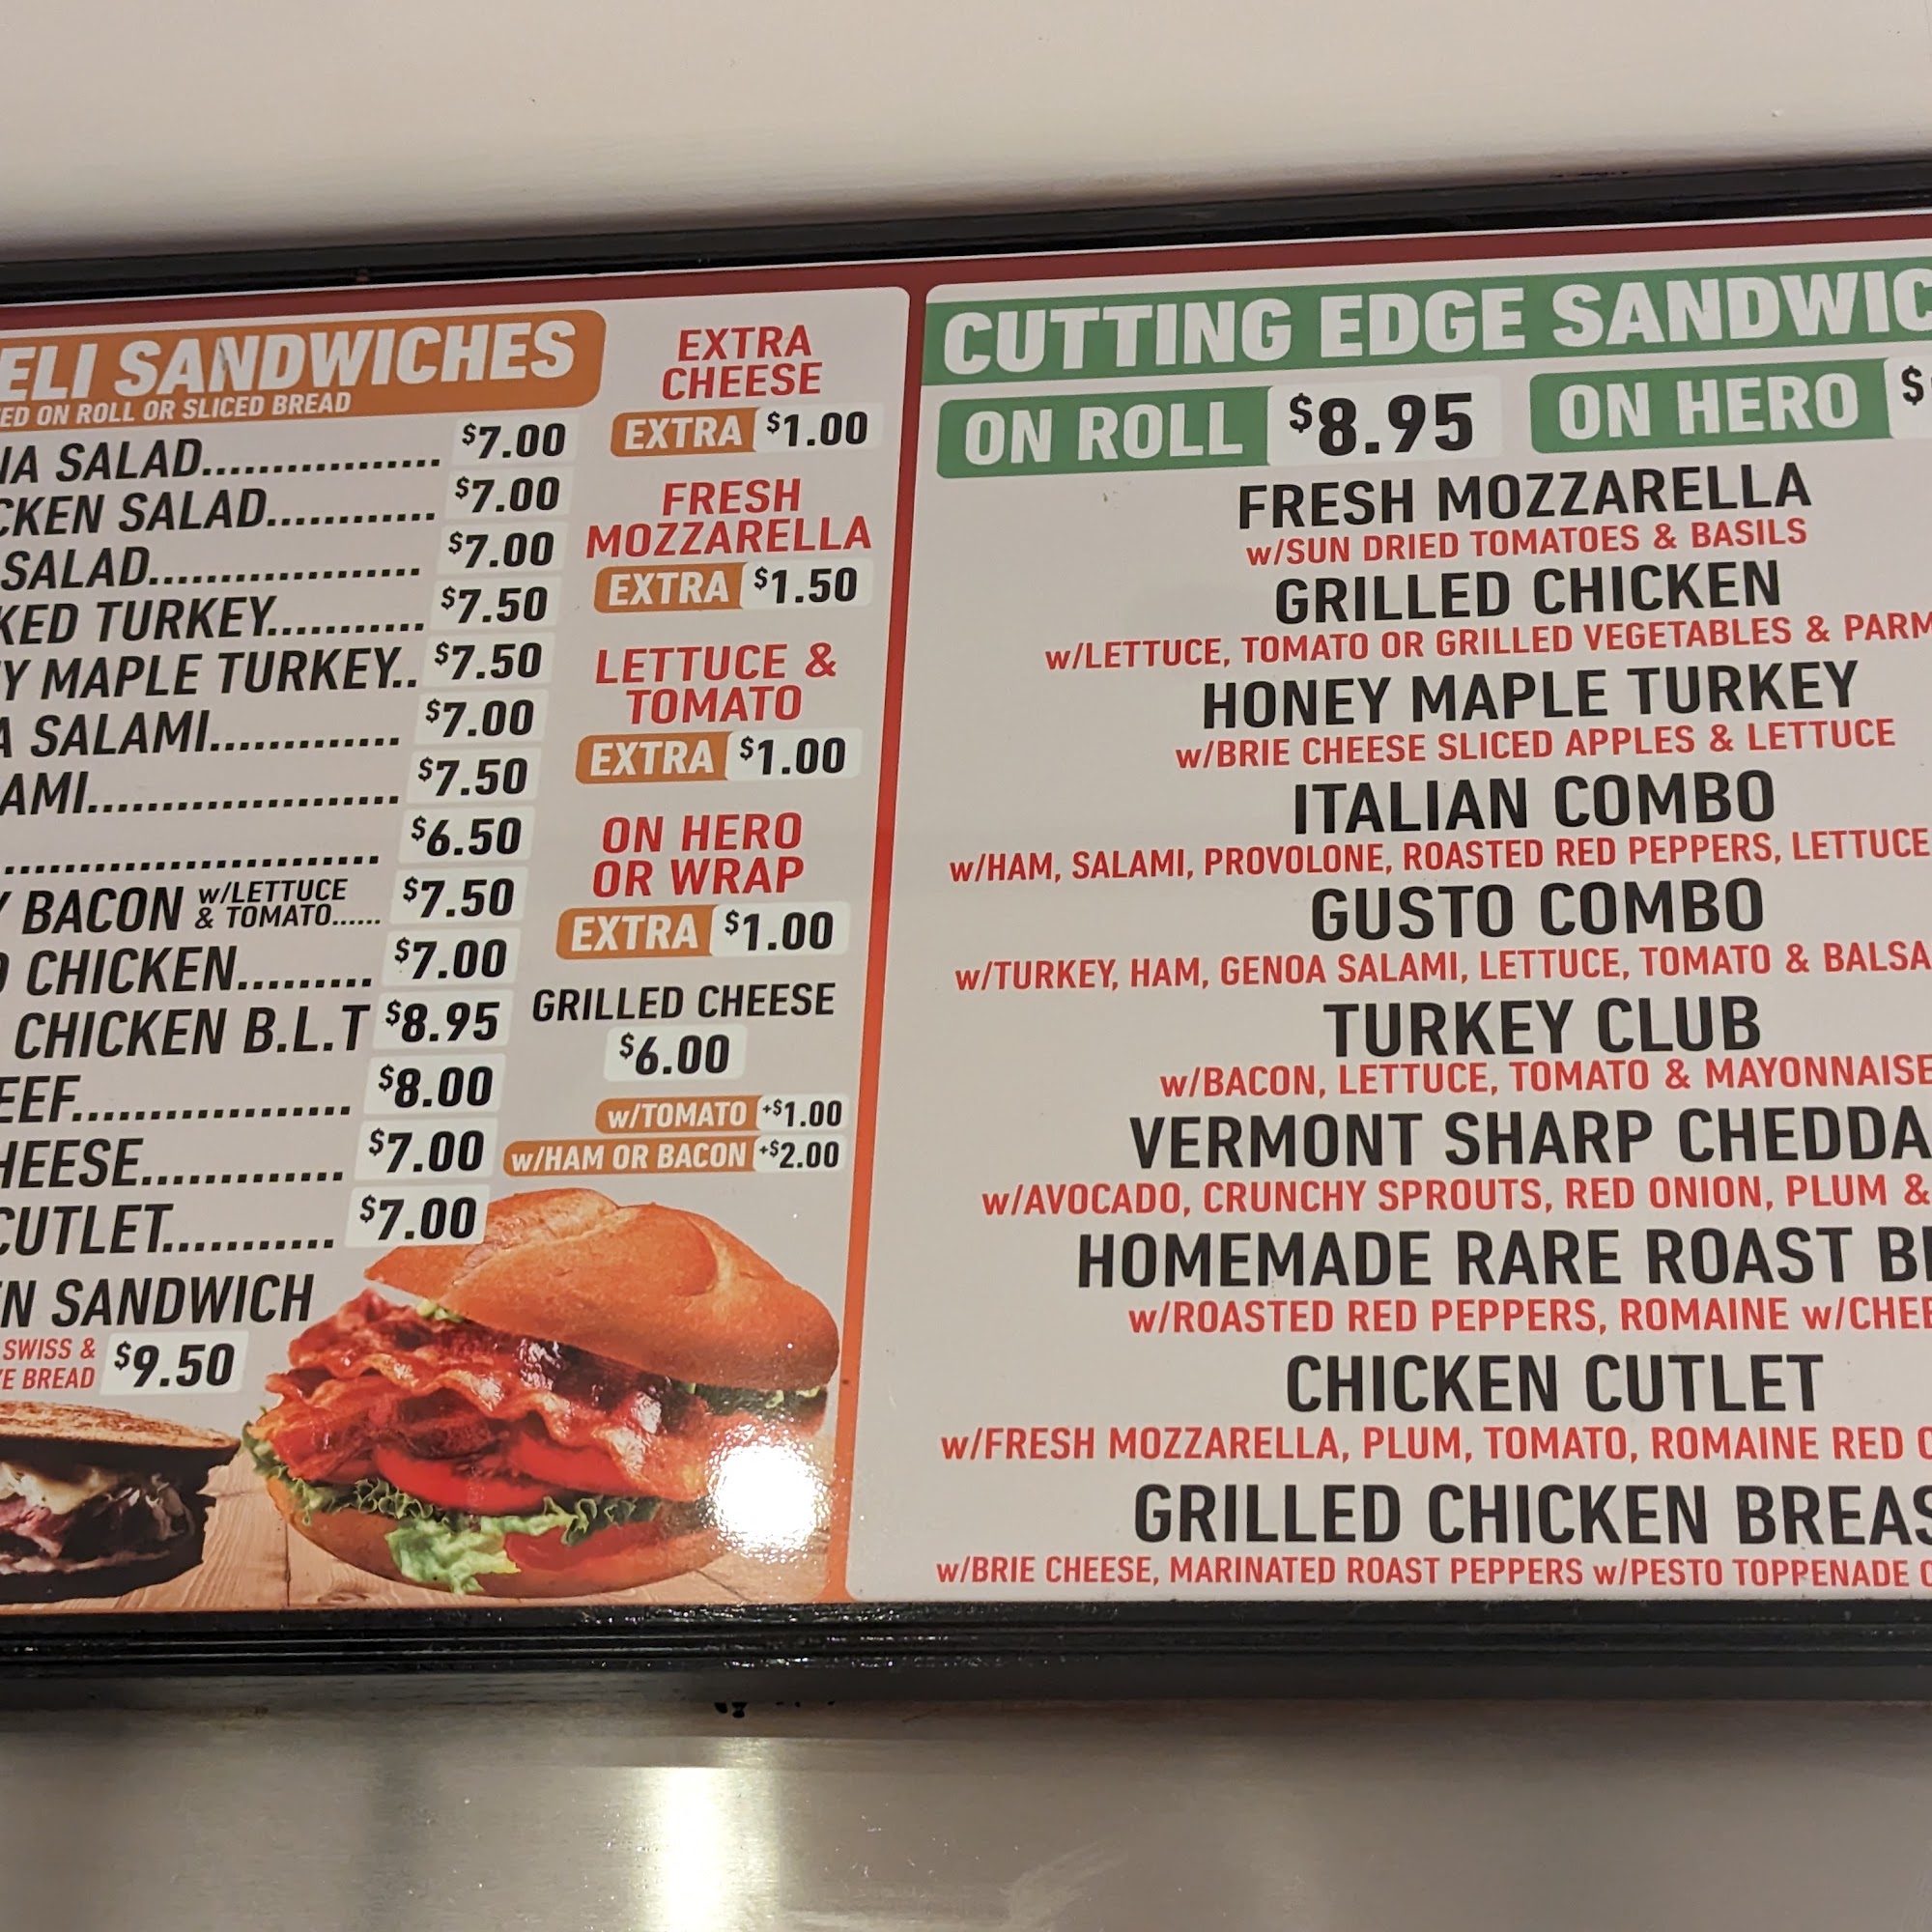 ELI SANDWICHES
ED ON ROLL OR SLICED BREAD
SALAD................. $7.00
CKEN SALAD............ $7.00
SALAD.................... $7.00
KED TURKEY........... $7.50
Y MAPLE TURKEY.. $7.50
A SALAMI............. $7.00
AMI..................... $7.50
......................... $6.50
BACON w/LETTUCE & TOMATO...... $7.50
CHICKEN......... $7.00
CHICKEN B.L.T $8.95
EEF................. $8.00
HEESE............. $7.00
CUTLET........... $7.00
N SANDWICH
SWISS &
E BREAD $9.50
EXTRA
CHEESE
EXTRA $1.00
FRESH
MOZZARELLA
EXTRA $1.50
LETTUCE &
TOMATO
EXTRA $1.00
ON HERO
OR WRAP
EXTRA $1.00
GRILLED CHEESE
$6.00
w/TOMATO +$1.00
w/HAM OR BACON +$2.00
CUTTING EDGE SANDWIC
ON ROLL $8.95 ON HERO $
FRESH MOZZARELLA
w/SUN DRIED TOMATOES & BASILS
GRILLED CHICKEN
w/LETTUCE, TOMATO OR GRILLED VEGETABLES & PARM
HONEY MAPLE TURKEY
w/BRIE CHEESE SLICED APPLES & LETTUCE
ITALIAN COMBO
w/HAM, SALAMI, PROVOLONE, ROASTED RED PEPPERS, LETTUCE
GUSTO COMBO
w/TURKEY, HAM, GENOA SALAMI, LETTUCE, TOMATO & BALSA
TURKEY CLUB
w/BACON, LETTUCE, TOMATO & MAYONNAISE
VERMONT SHARP CHEDDA
w/AVOCADO, CRUNCHY SPROUTS, RED ONION, PLUM &
HOMEMADE RARE ROAST B
w/ROASTED RED PEPPERS, ROMAINE w/CHEE
CHICKEN CUTLET
w/FRESH MOZZARELLA, PLUM, TOMATO, ROMAINE RED
GRILLED CHICKEN BREAS
w/BRIE CHEESE, MARINATED ROAST PEPPERS w/PESTO TOPPENADE